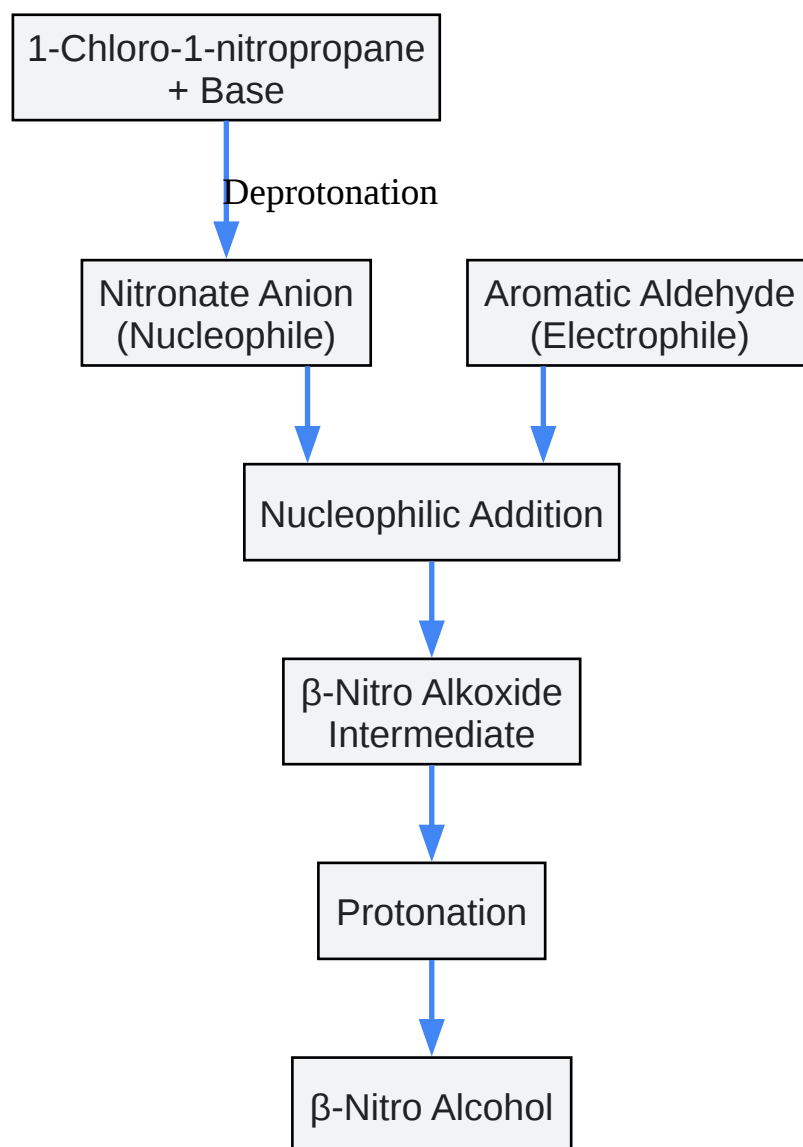 1-Chloro-1-nitropropane
+ Base
Deprotonation
Nitronate Anion
(Nucleophile)
Aromatic Aldehyde
(Electrophile)
Nucleophilic Addition
β-Nitro Alkoxide
Intermediate
Protonation
β-Nitro Alcohol